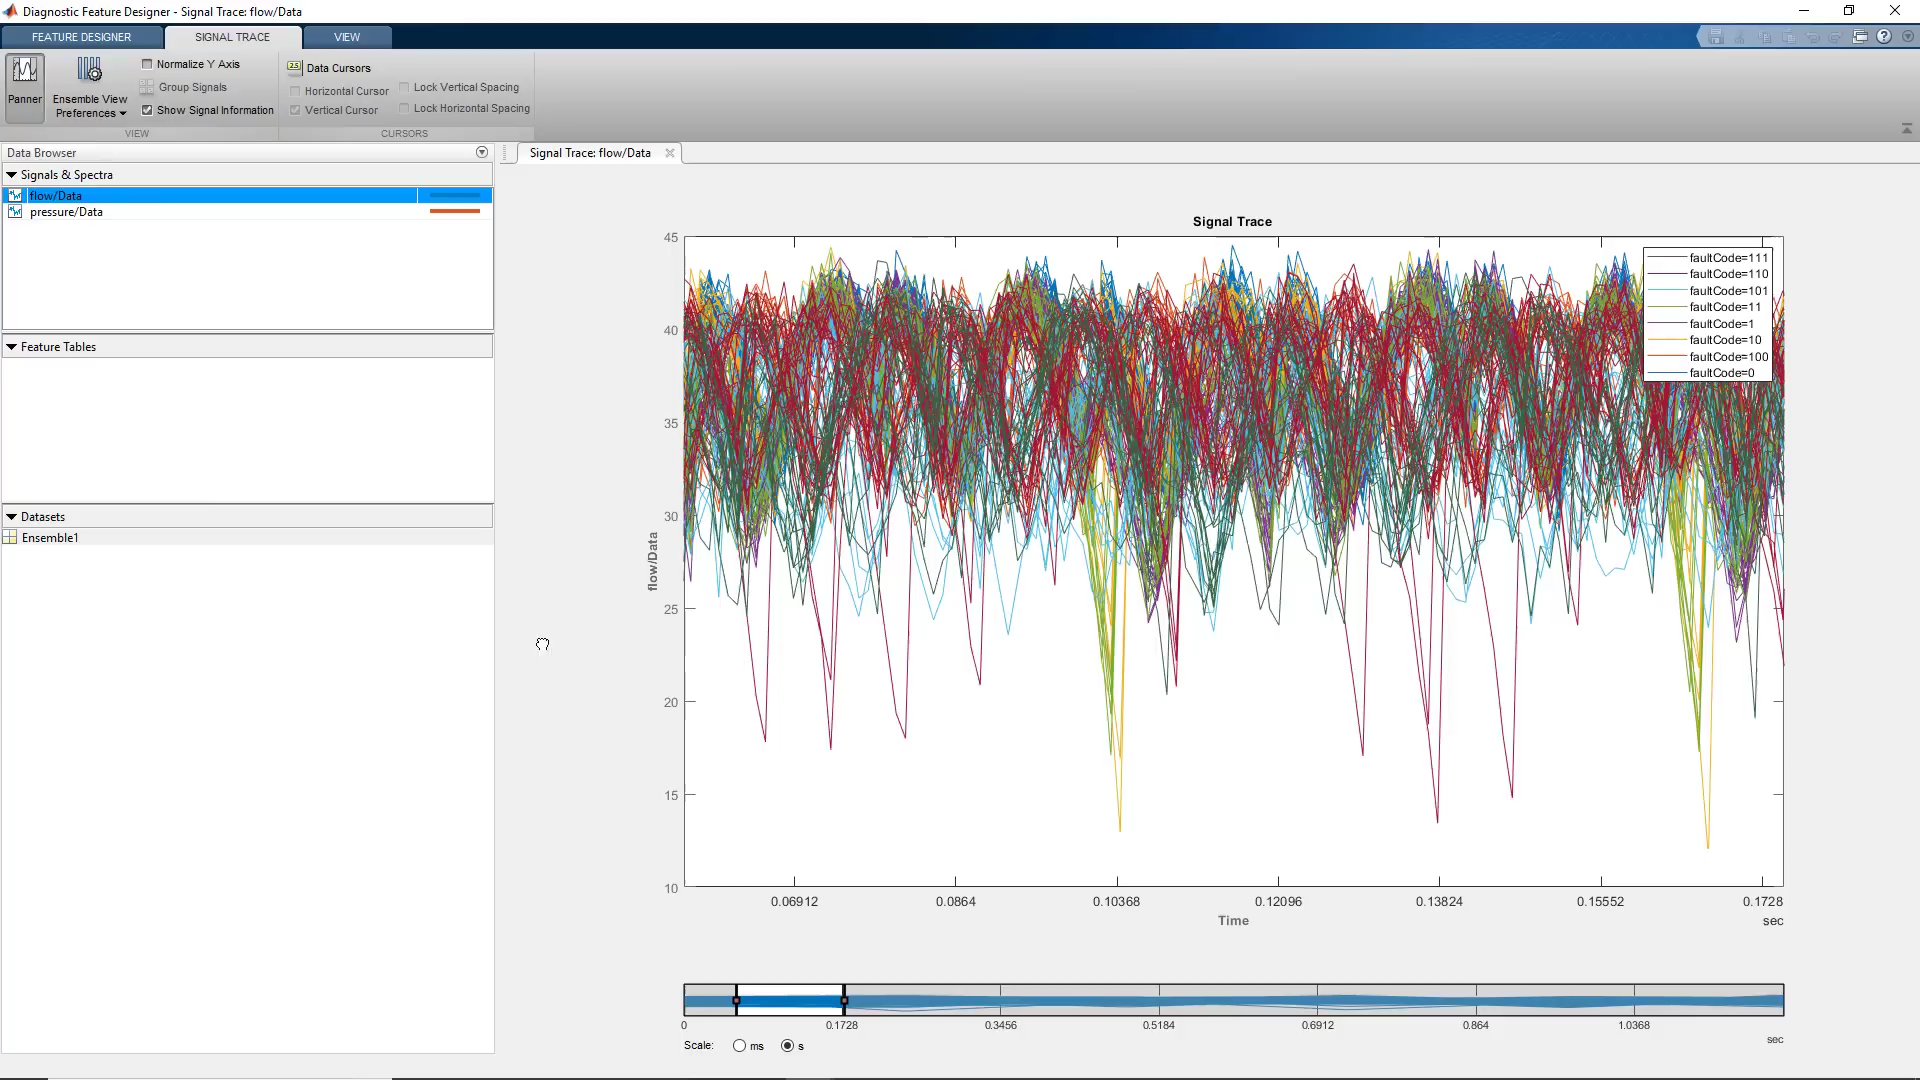 Diagnostic Feature Designer - Signal Trace: flow/Data
FEATURE DESIGNER
SIGNAL TRACE
VIEW
Panner
Ensemble View
Preferences
Normalize Y Axis
Group Signals
Show Signal Information
VIEW
2.5
Data Cursors
Horizontal Cursor
Vertical Cursor
Lock Vertical Spacing
Lock Horizontal Spacing
CURSORS
Data Browser
Signals & Spectra
flow/Data
pressure/Data
Feature Tables
Datasets
Ensemble1
Signal Trace: flow/Data
Signal Trace
45
40
35
30
25
20
15
10
flow/Data
faultCode=111
faultCode=110
faultCode=101
faultCode=11
faultCode=1
faultCode=10
faultCode=100
faultCode=0
0.06912
0.0864
0.10368
0.12096
0.13824
0.15552
0.1728
Time
sec
0
0.1728
0.3456
0.5184
0.6912
0.864
1.0368
sec
Scale:
ms
s